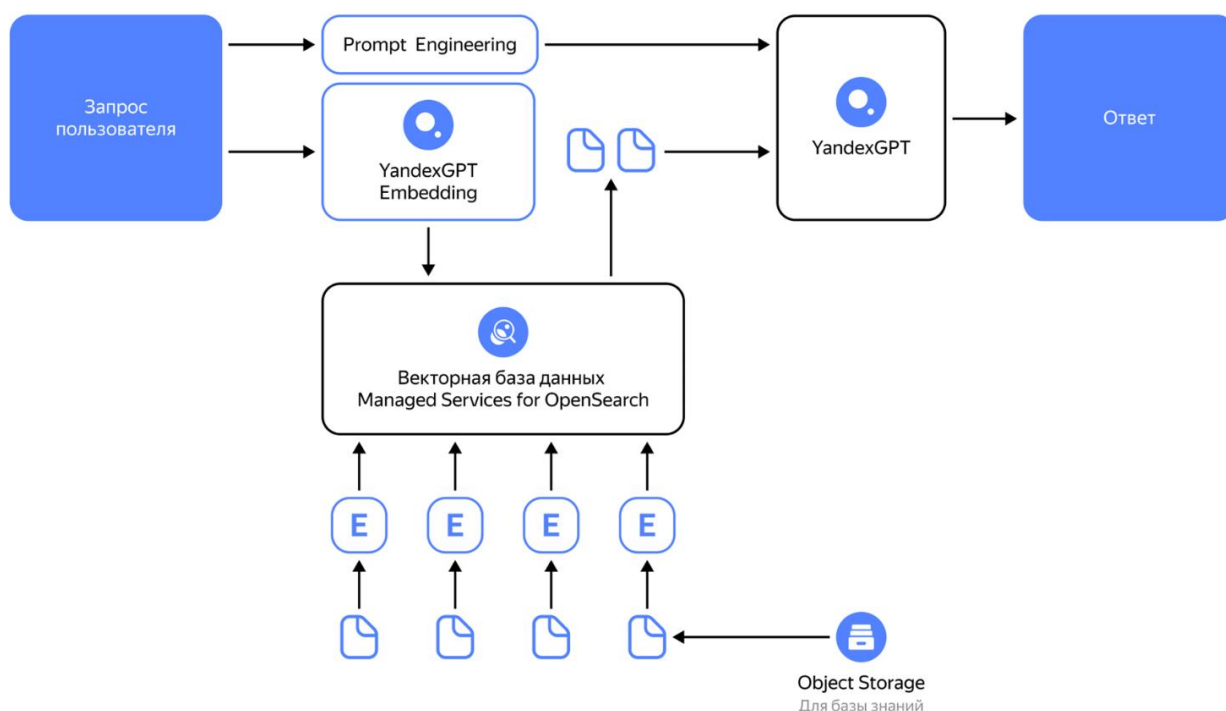 Запрос
пользователя
Prompt Engineering
YandexGPT
Embedding
YandexGPT
Ответ
Векторная база данных
Managed Services for OpenSearch
E
E
E
E
Object Storage
Для базы знаний